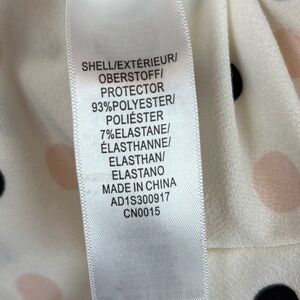 SHELL/EXTÉRIEUR/
OBERSTOFF/
PROTECTOR
93%POLYESTER/
POLIÉSTER
7%ELASTANE/
ÉLASTHANNE/
ELASTHAN/
ELASTANO
MADE IN CHINA
AD1S300917
CN0015